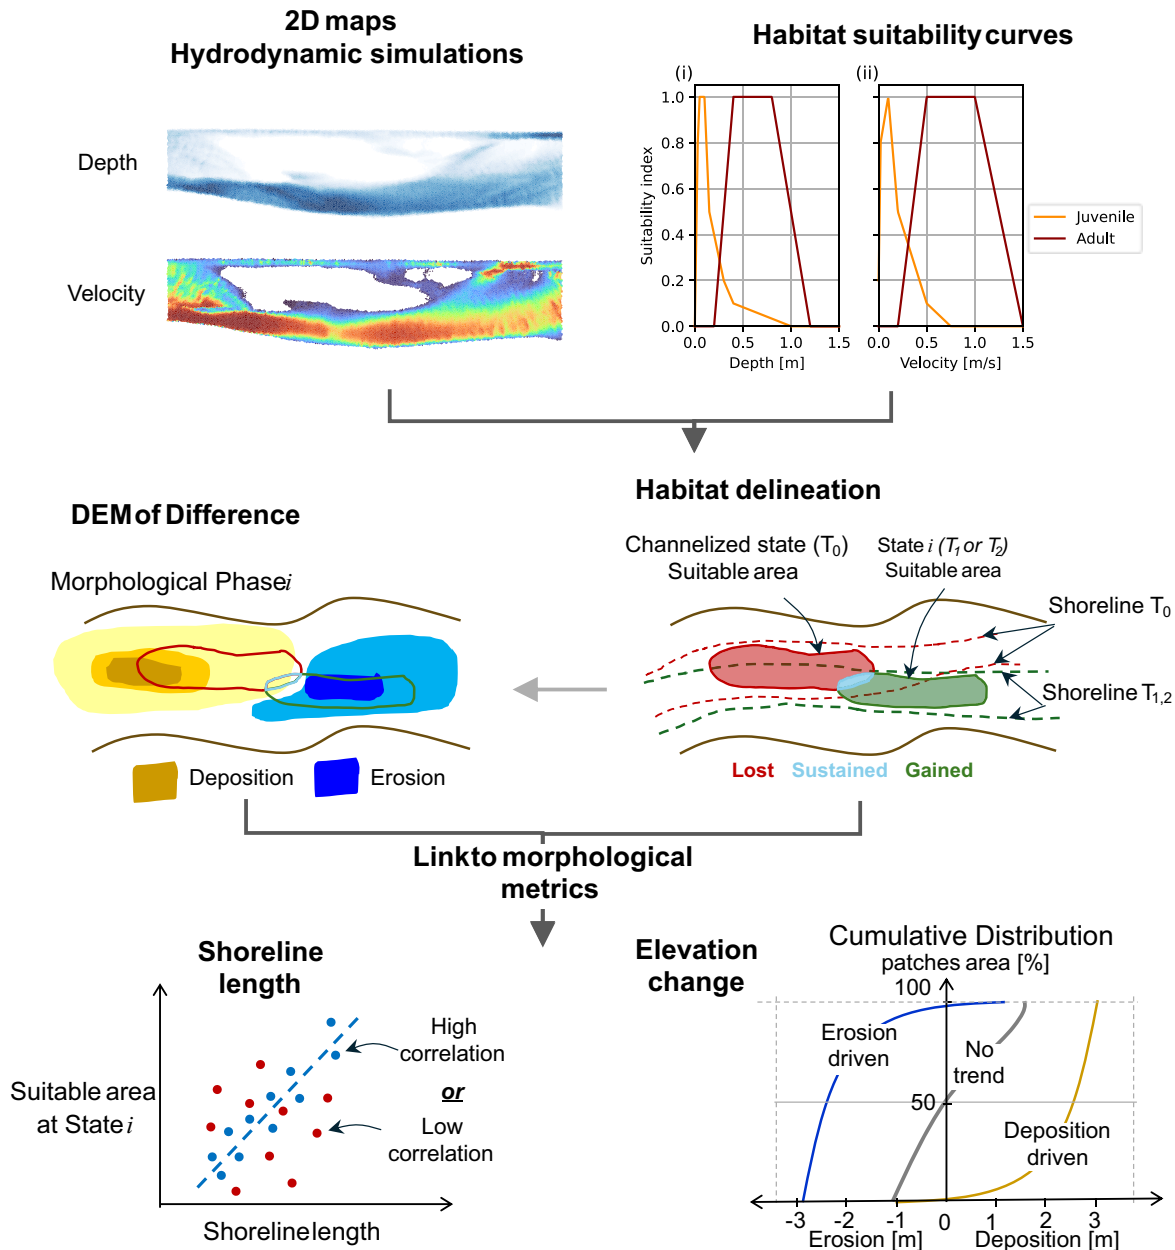 2D maps
Hydrodynamic simulations
Depth
Velocity
Habitat suitability curves
(i)
(ii)
Suitability index
1.0
0.8
0.6
0.4
0.2
0.0
0.0 0.5 1.0 1.5
Depth [m]
0.0 0.5 1.0 1.5
Velocity [m/s]
Juvenile
Adult
DEM of Difference
Morphological Phase i
Deposition
Erosion
Habitat delineation
Channelized state (T0)
Suitable area
State i (T1 or T2)
Suitable area
Shoreline T0
Shoreline T1,2
Lost Sustained Gained
Link to morphological
metrics
Shoreline
length
Suitable area
at State i
High
correlation
or
Low
correlation
Shoreline length
Elevation
change
Cumulative Distribution
patches area [%]
100
50
Erosion
driven
No
trend
Deposition
driven
-3 -2 -1 0 1 2 3
Erosion [m]
Deposition [m]